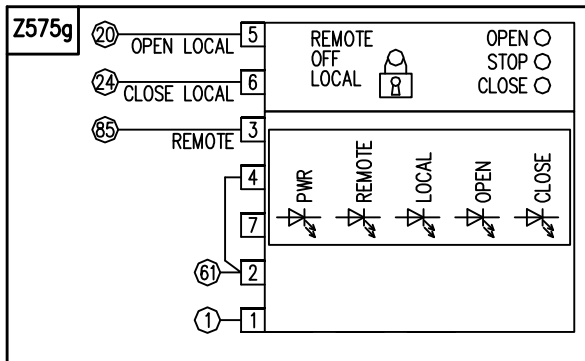 Z575g
20 OPEN LOCAL 5
24 CLOSE LOCAL 6
85 REMOTE 3
4
7
61 2
1 1
REMOTE
OFF
LOCAL
OPEN
STOP
CLOSE
PWR
REMOTE
LOCAL
OPEN
CLOSE